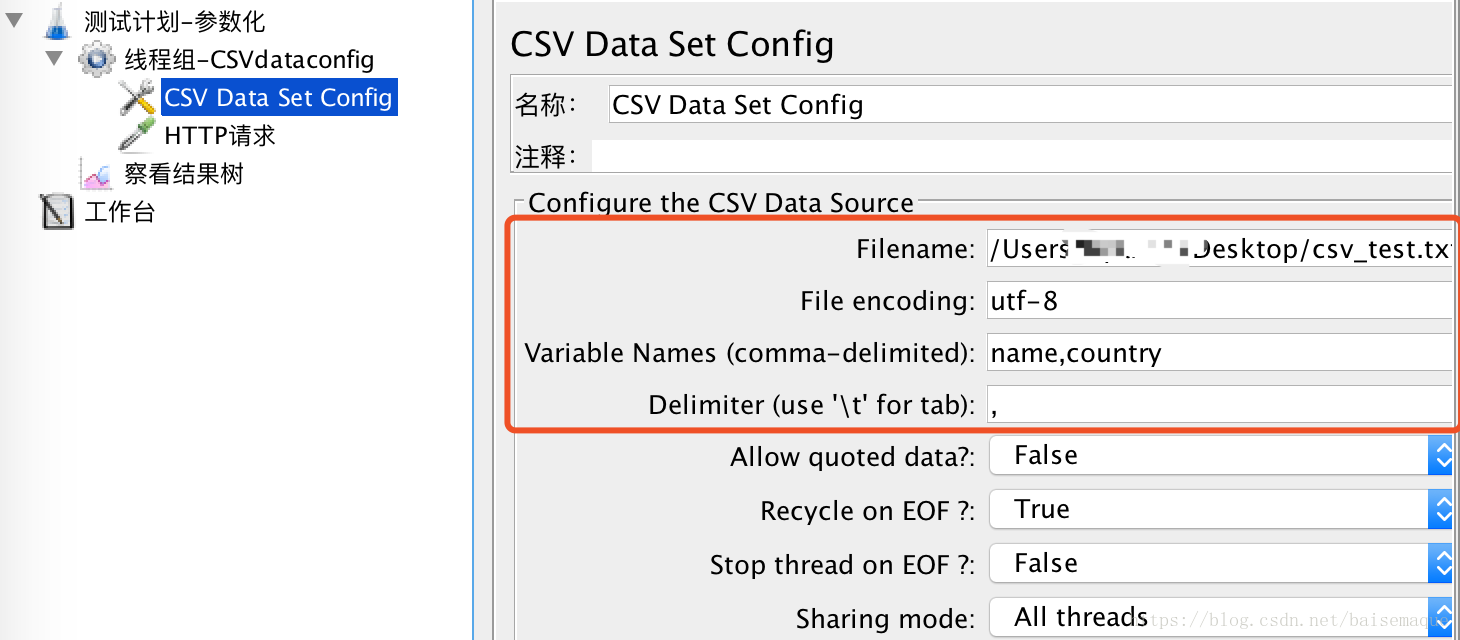 测试计划-参数化
线程组-CSVdataconfig
CSV Data Set Config
HTTP请求
察看结果树
工作台
CSV Data Set Config
名称： CSV Data Set Config
注释：
Configure the CSV Data Source
Filename: /Users Desktop/csv_test.tx
File encoding: utf-8
Variable Names (comma-delimited): name,country
Delimiter (use '\t' for tab): ,
Allow quoted data?: False
Recycle on EOF ?: True
Stop thread on EOF ?: False
Sharing mode: All threads
https://blog.csdn.net/baisemaque